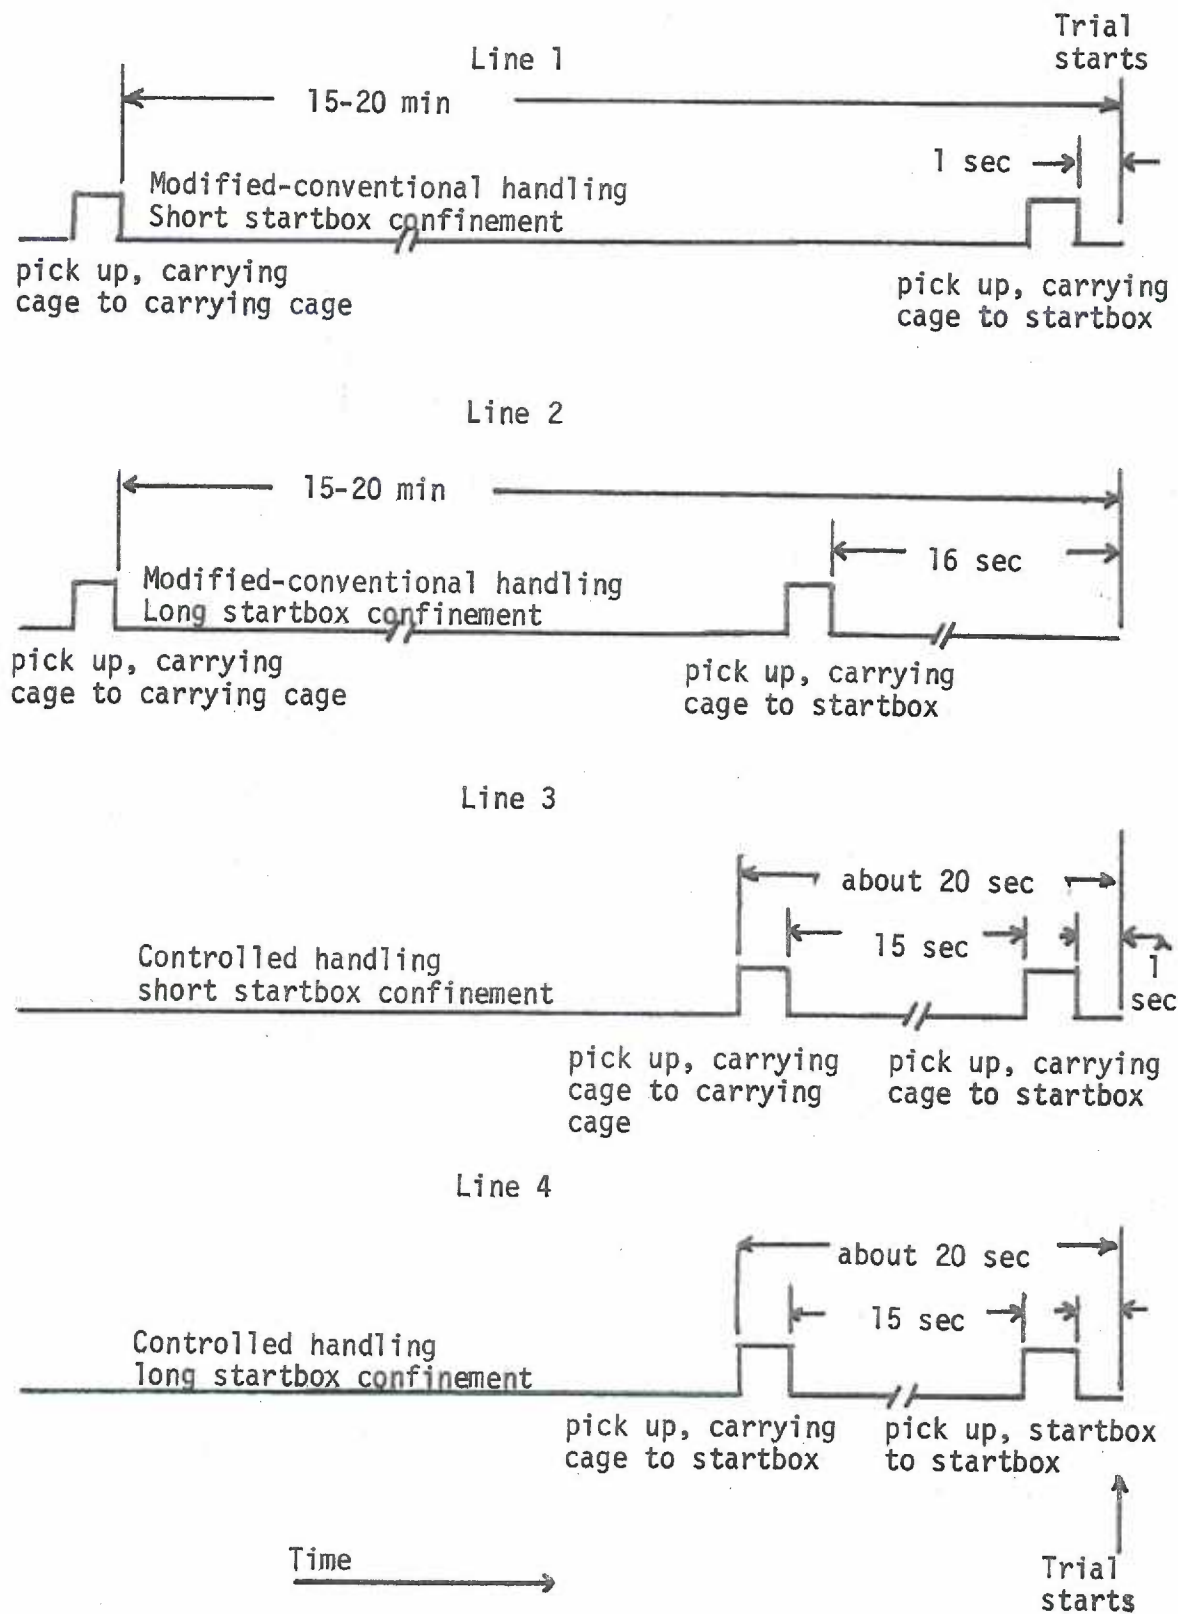 Trial
starts
Line 1
15-20 min
1 sec
Modified-conventional handling
Short startbox confinement
pick up, carrying
cage to carrying cage
pick up, carrying
cage to startbox
Line 2
15-20 min
16 sec
Modified-conventional handling
Long startbox confinement
pick up, carrying
cage to carrying cage
pick up, carrying
cage to startbox
Line 3
about 20 sec
15 sec
1
sec
Controlled handling
short startbox confinement
pick up, carrying
cage to carrying
cage
pick up, carrying
cage to startbox
Line 4
about 20 sec
15 sec
Controlled handling
long startbox confinement
pick up, carrying
cage to startbox
pick up, startbox
to startbox
Time
Trial
starts